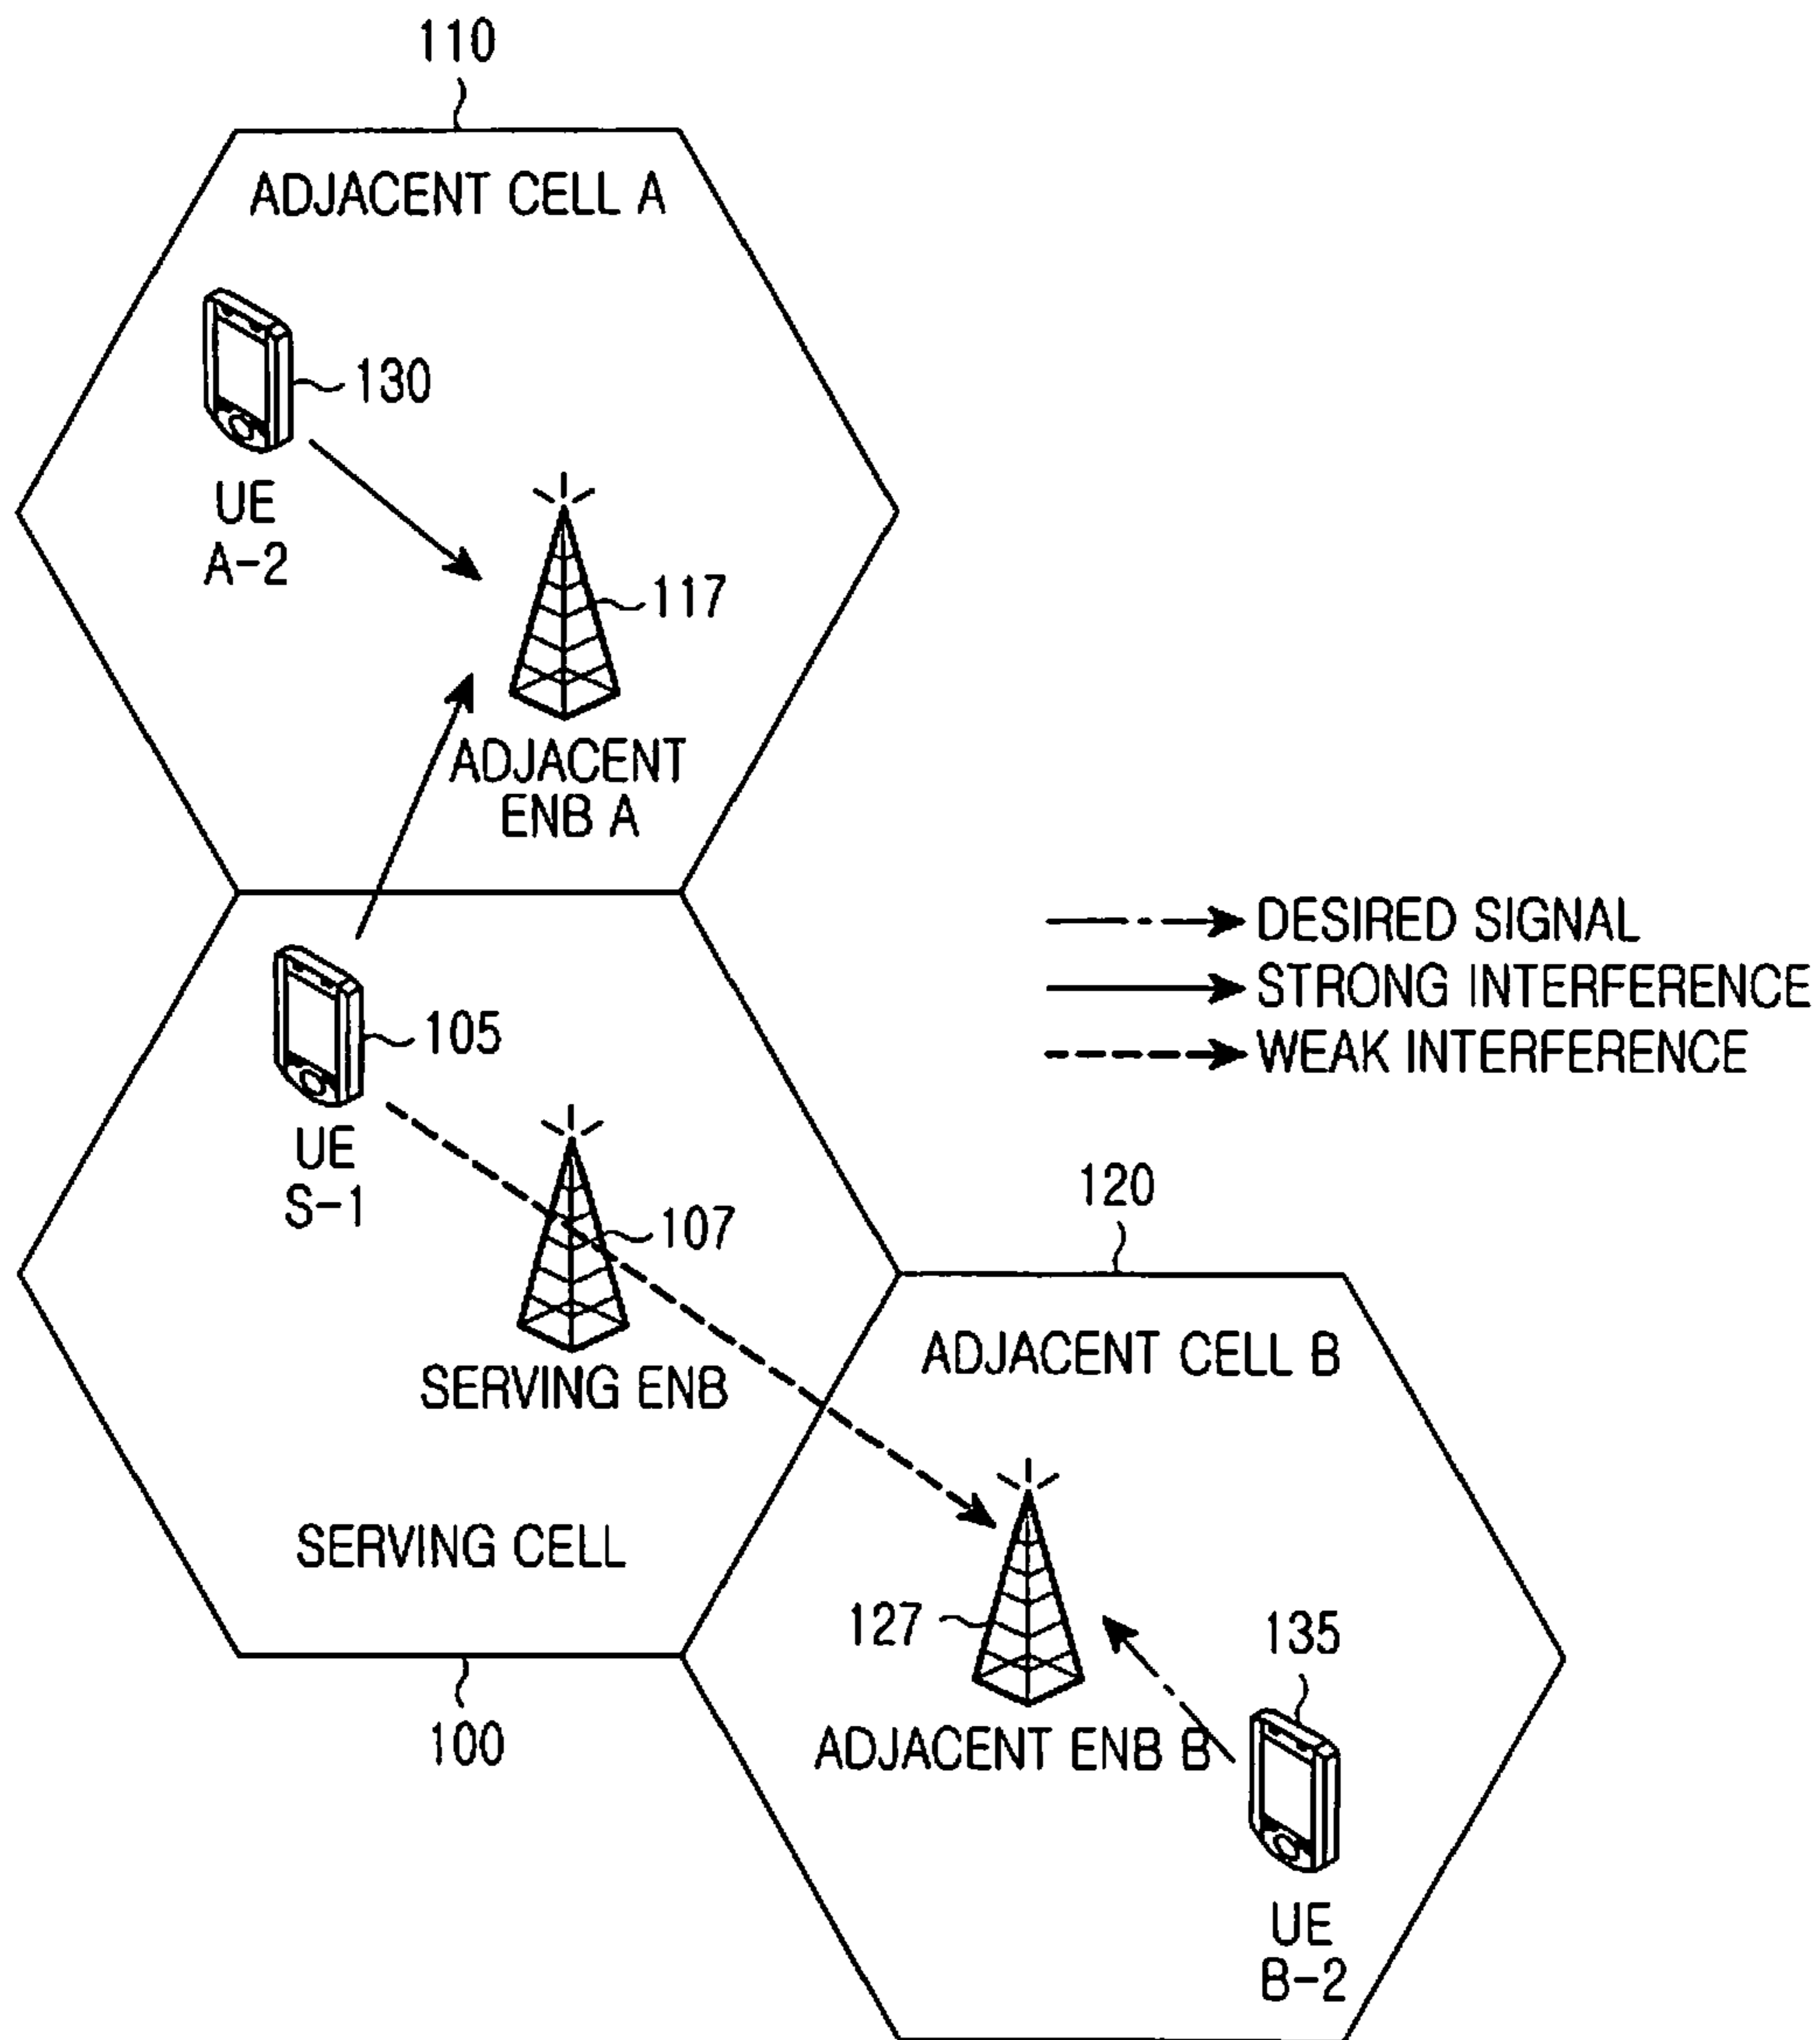 110
ADJACENT CELL A
130
UE
A-2
117
ADJACENT
ENB A
DESIRED SIGNAL
STRONG INTERFERENCE
WEAK INTERFERENCE
105
UE
S-1
107
120
SERVING ENB
ADJACENT CELL B
SERVING CELL
127
135
100
ADJACENT ENB B
UE
B-2